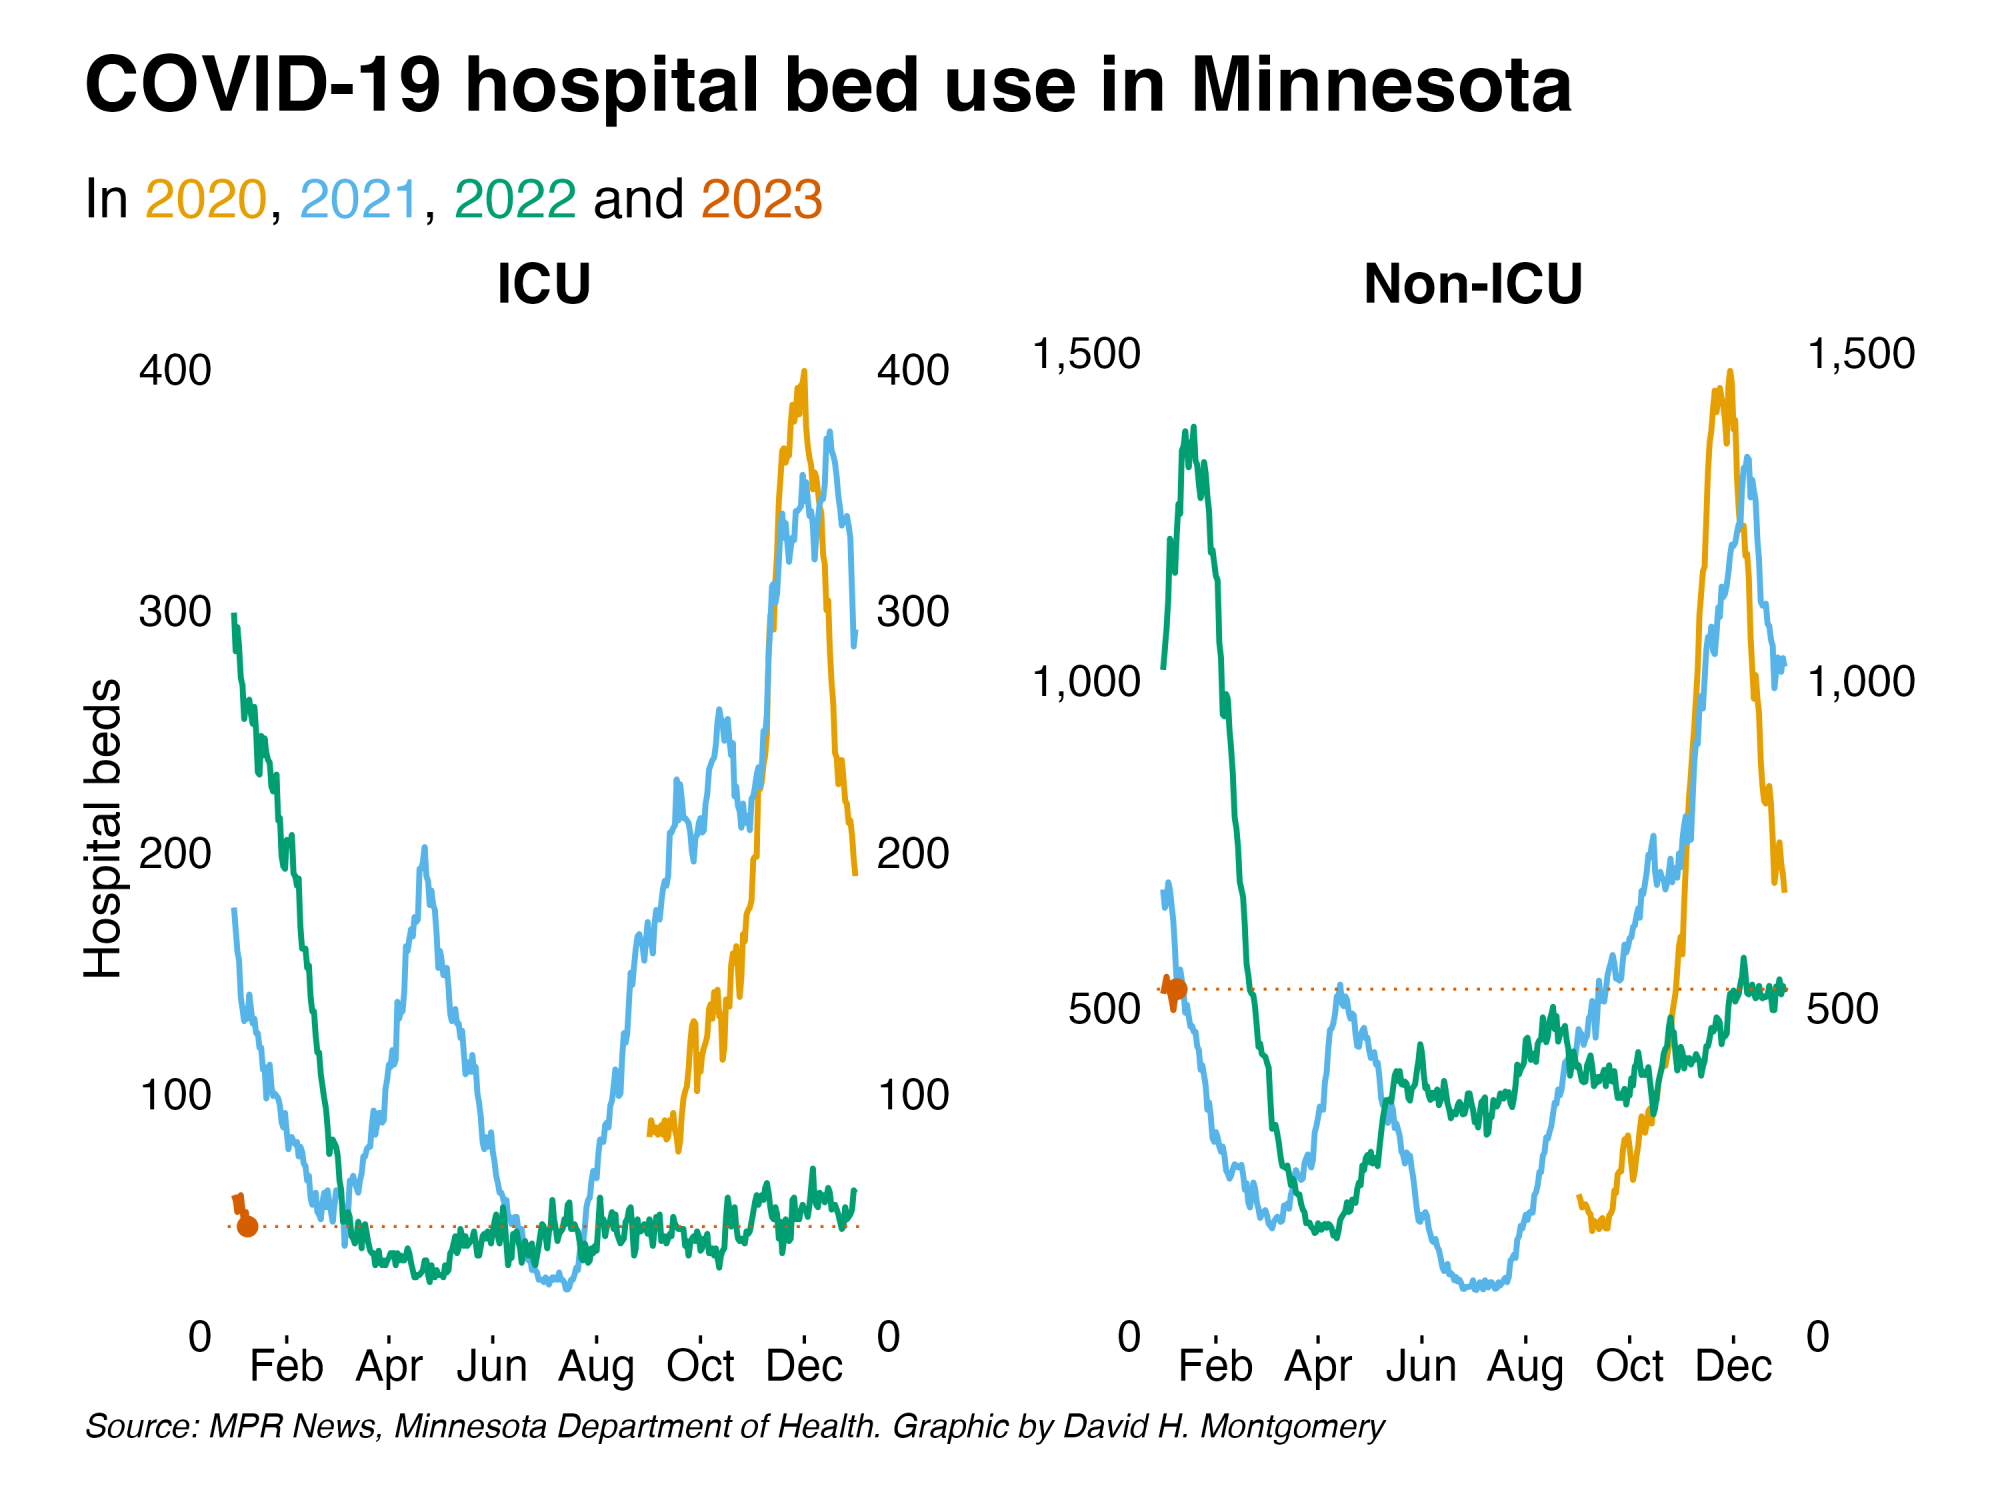 COVID-19 hospital bed use in Minnesota
In 2020, 2021, 2022 and 2023
ICU
Non-ICU
Hospital beds
400
300
200
100
0
400
300
200
100
0
Feb Apr Jun Aug Oct Dec
1,500
1,000
500
0
1,500
1,000
500
0
Feb Apr Jun Aug Oct Dec
Source: MPR News, Minnesota Department of Health. Graphic by David H. Montgomery